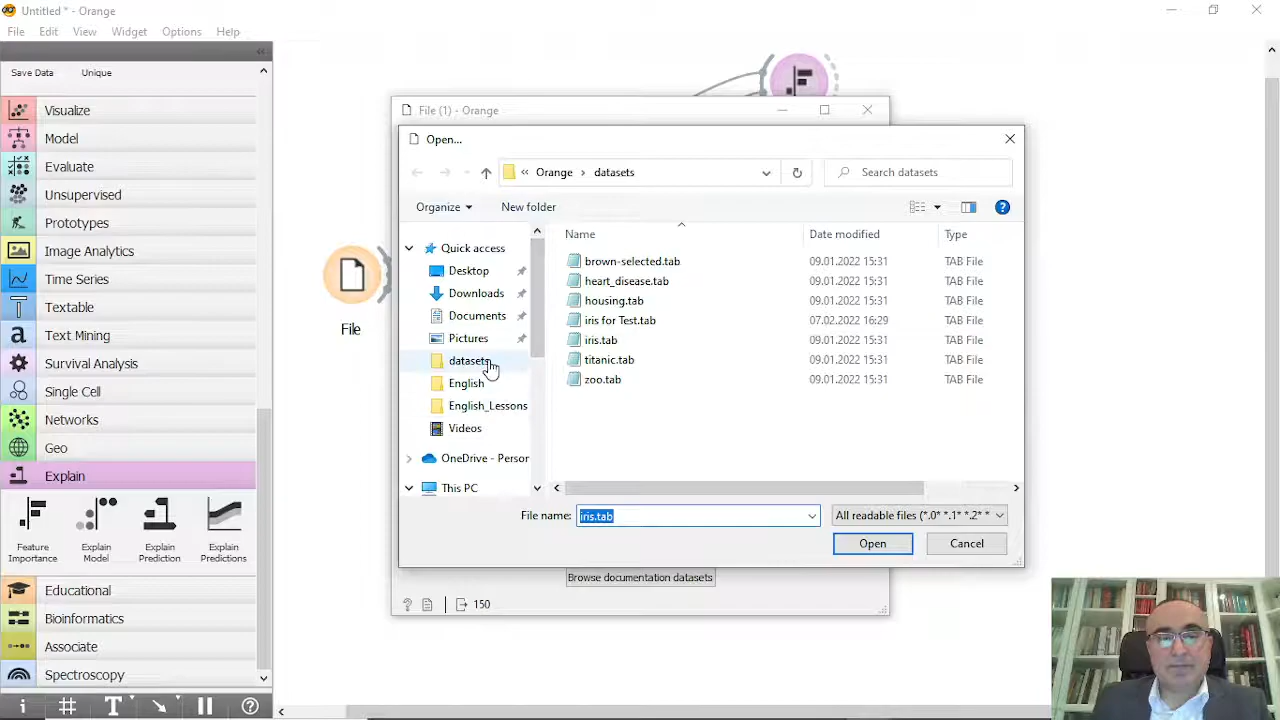 Untitled * - Orange
File Edit View Widget Options Help
Save Data Unique
Visualize
Model
Evaluate
Unsupervised
Prototypes
Image Analytics
Time Series
Textable
Text Mining
Survival Analysis
Single Cell
Networks
Geo
Explain
Feature Importance
Explain Model
Explain Prediction
Explain Predictions
Educational
Bioinformatics
Associate
Spectroscopy
File
File (1) - Orange
Open...
« Orange › datasets
Search datasets
Organize New folder
Quick access
Desktop
Downloads
Documents
Pictures
datasets
English
English_Lessons
Videos
OneDrive - Person
This PC
Name Date modified Type
brown-selected.tab 09.01.2022 15:31 TAB File
heart_disease.tab 09.01.2022 15:31 TAB File
housing.tab 09.01.2022 15:31 TAB File
iris for Test.tab 07.02.2022 16:29 TAB File
iris.tab 09.01.2022 15:31 TAB File
titanic.tab 09.01.2022 15:31 TAB File
zoo.tab 09.01.2022 15:31 TAB File
File name: iris.tab
All readable files (*.0* *.1* *.2* *
Open Cancel
Browse documentation datasets
150